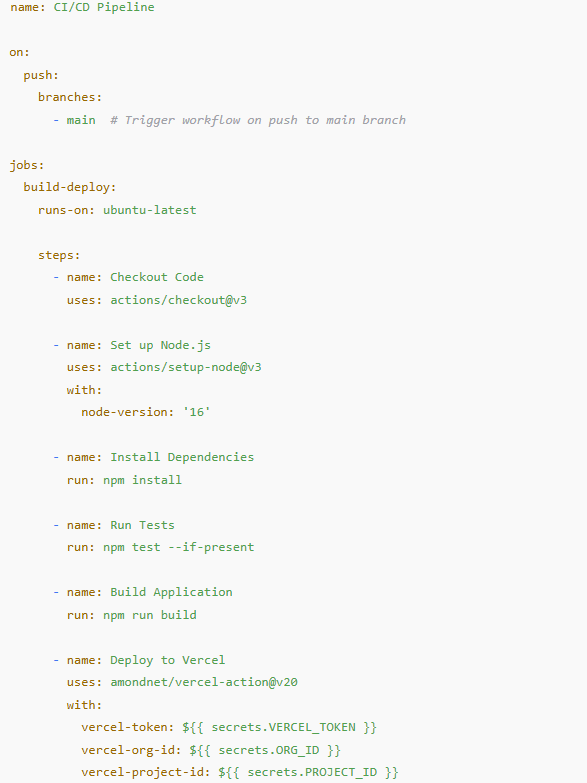 name: CI/CD Pipeline
on:
push:
branches:
- main # Trigger workflow on push to main branch
jobs:
build-deploy:
runs-on: ubuntu-latest
steps:
- name: Checkout Code
uses: actions/checkout@v3
- name: Set up Node.js
uses: actions/setup-node@v3
with:
node-version: '16'
- name: Install Dependencies
run: npm install
- name: Run Tests
run: npm test --if-present
- name: Build Application
run: npm run build
- name: Deploy to Vercel
uses: amondnet/vercel-action@v20
with:
vercel-token: ${{ secrets.VERCEL_TOKEN }}
vercel-org-id: ${{ secrets.ORG_ID }}
vercel-project-id: ${{ secrets.PROJECT_ID }}